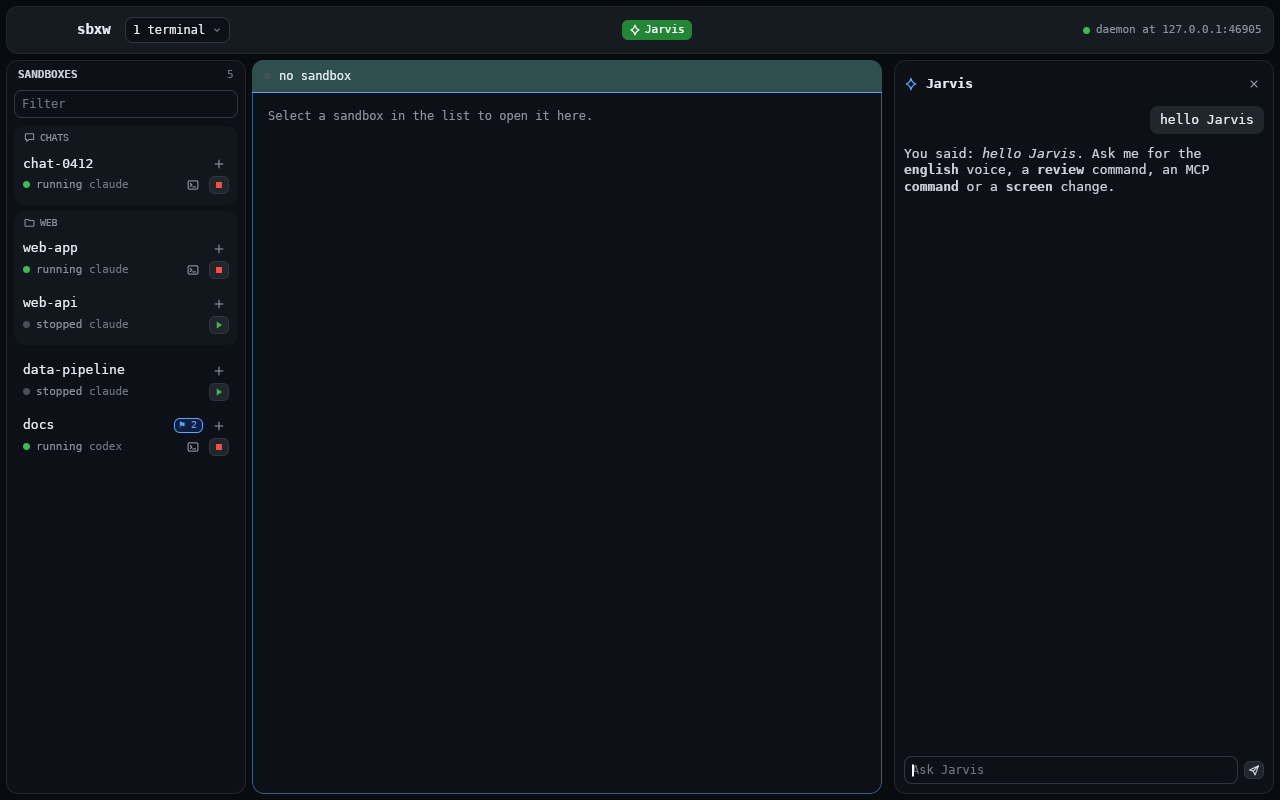 sbxw
1 terminal
Jarvis
daemon at 127.0.0.1:46905
SANDBOXES 5
Filter
CHATS
chat-0412
running claude
WEB
web-app
running claude
web-api
stopped claude
data-pipeline
stopped claude
docs 2
running codex
no sandbox
Select a sandbox in the list to open it here.
Jarvis
hello Jarvis
You said: hello Jarvis. Ask me for the
english voice, a review command, an MCP
command or a screen change.
Ask Jarvis